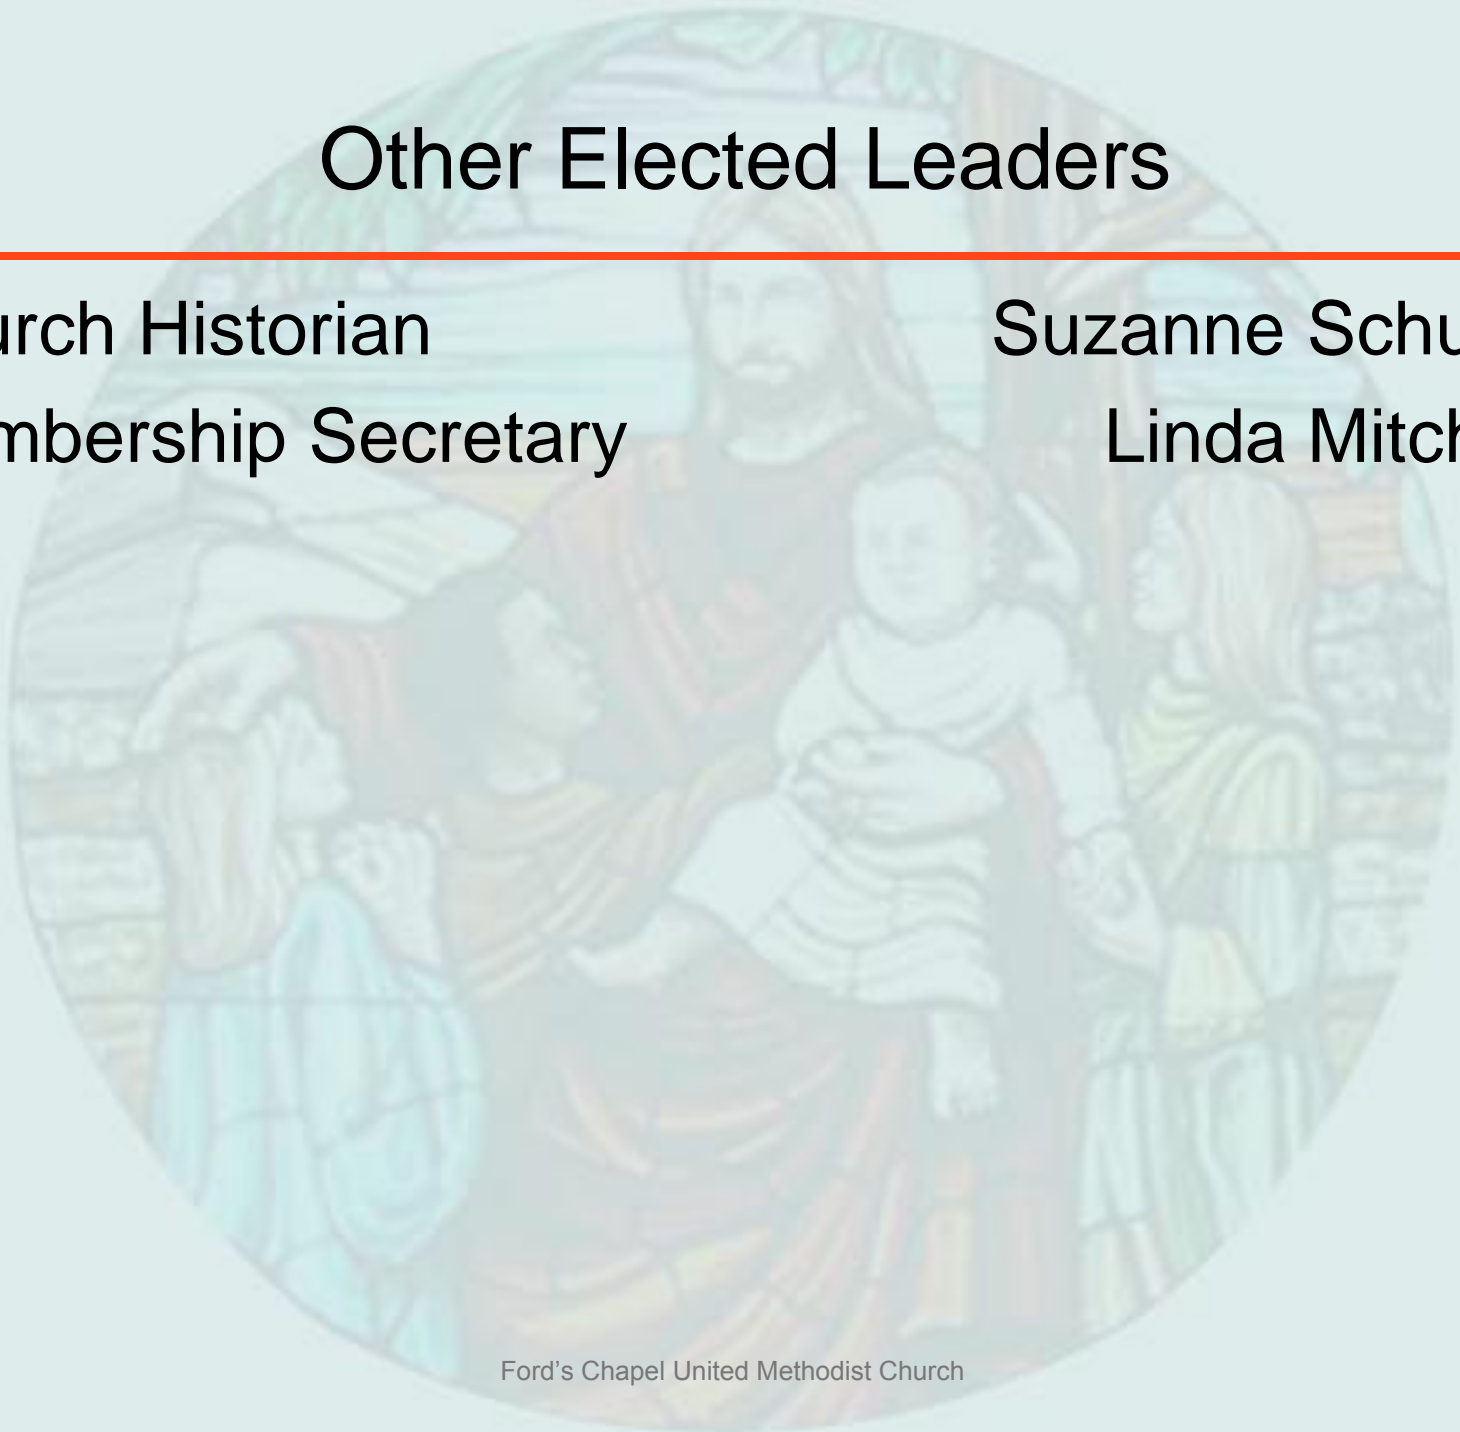 Other Elected Leaders
urch Historian Suzanne Schu
mbership Secretary Linda Mitch
Ford’s Chapel United Methodist Church